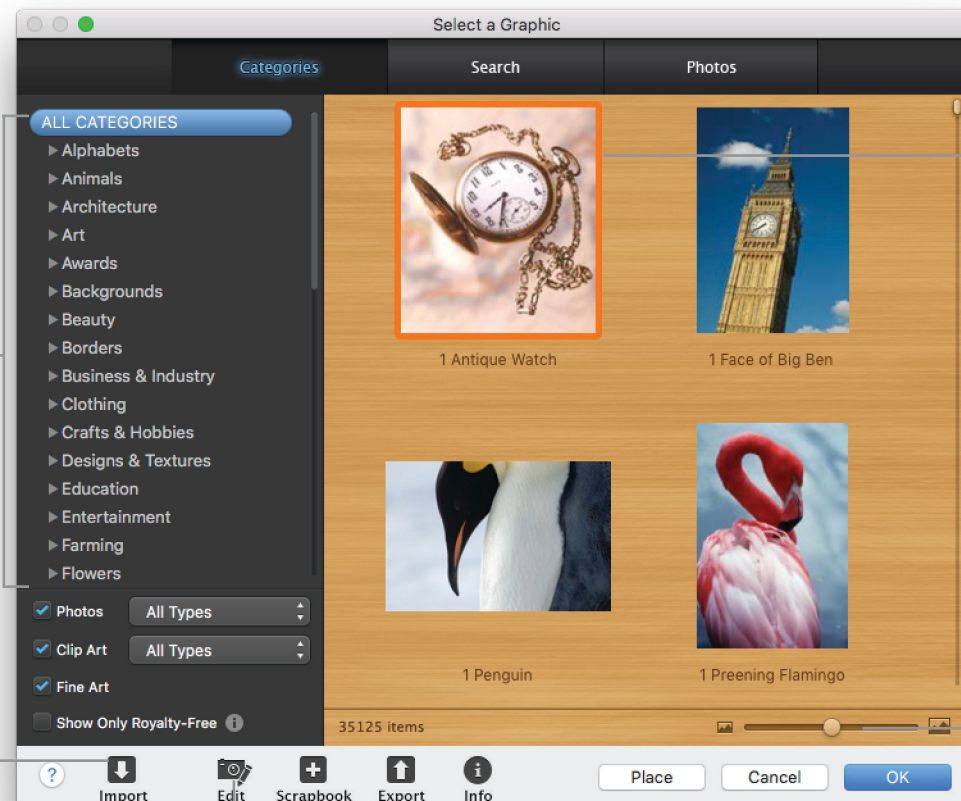 Select a Graphic
Categories
Search
Photos
ALL CATEGORIES
Alphabets
Animals
Architecture
Art
Awards
Backgrounds
Beauty
Borders
Business & Industry
Clothing
Crafts & Hobbies
Designs & Textures
Education
Entertainment
Farming
Flowers
Photos
All Types
Clip Art
All Types
Fine Art
Show Only Royalty-Free
1 Antique Watch
1 Face of Big Ben
1 Penguin
1 Preening Flamingo
35125 items
?
Import
Edit
Scrapbook
Export
Info
Place
Cancel
OK